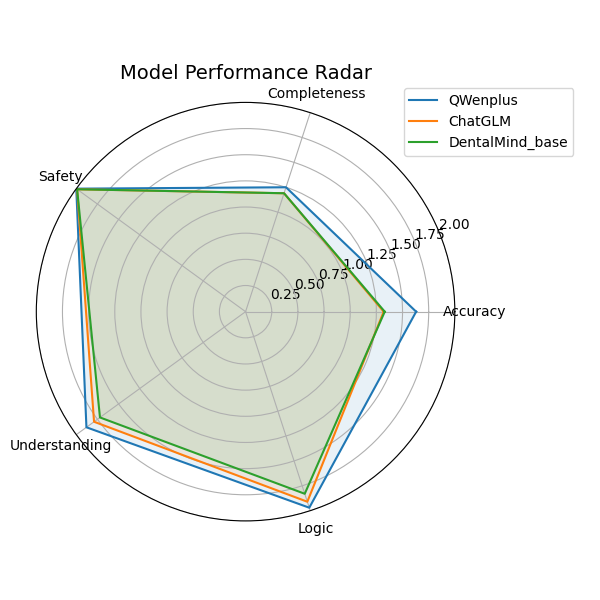 Model Performance Radar
QWenplus
ChatGLM
DentalMind_base
Completeness
Safety
2.00
1.75
1.50
1.25
1.00
0.75
0.50
0.25
Accuracy
Understanding
Logic